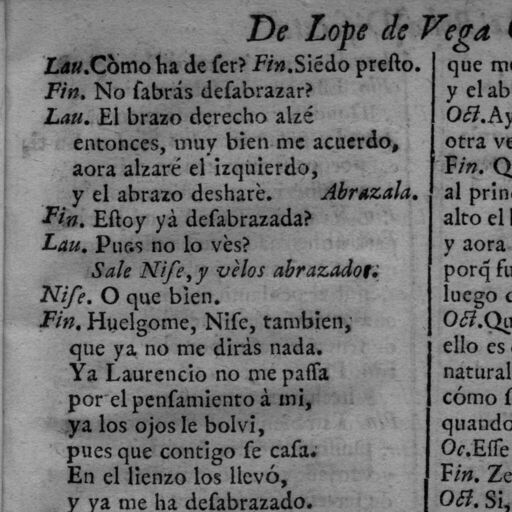 De Lope de Vega
Lau.Còmo ha de ser? Fin.Siẽdo presto.
Fin. No sabrás desabrazar?
Lau. El brazo derecho alzé
entonces, muy bien me acuerdo,
aora alzaré el izquierdo,
y el abrazo desharè. Abrazala.
Fin. Estoy yà desabrazada?
Lau. Pues no lo vès?
Sale Nise, y vèlos abrazados.
Nise. O que bien.
Fin. Huelgome, Nise, tambien,
que ya no me diràs nada.
Ya Laurencio no me passa
por el pensamiento à mi,
ya los ojos le bolvi,
pues que contigo se casa.
En el lienzo los llevó,
y ya me ha desabrazado.
que m
y el ab
Oct.Ay
otra ve
Fin. Q
al prin
alto el
y aora
porq̃ fu
luego
Oct.Qu
ello es
natural
cómo s
quando
Oc.Esse
Fin. Ze
Oct. Si,